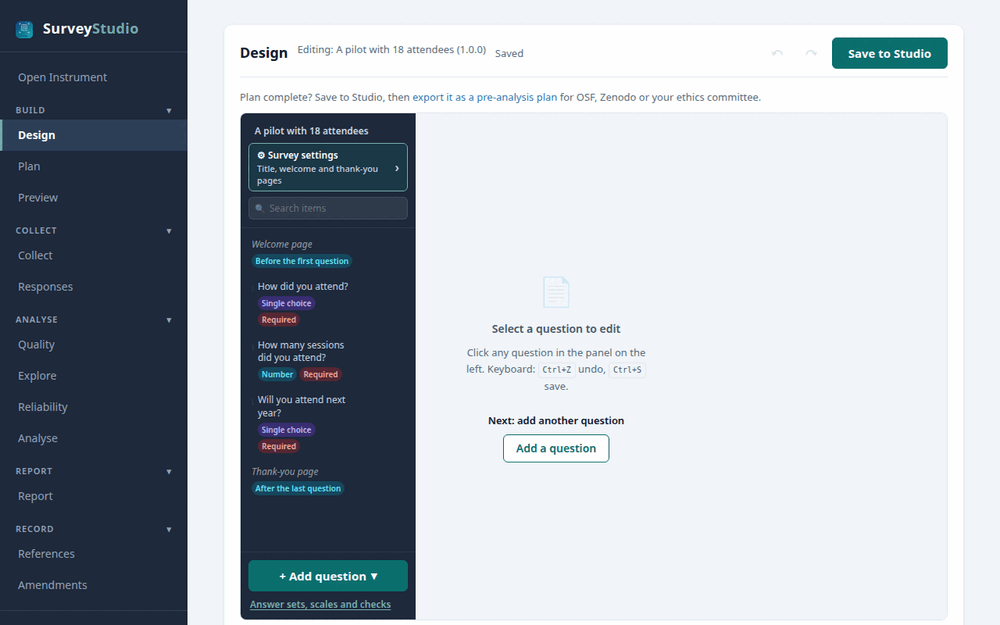 SurveyStudio
Open Instrument
BUILD ▼
Design
Plan
Preview
COLLECT ▼
Collect
Responses
ANALYSE ▼
Quality
Explore
Reliability
Analyse
REPORT ▼
Report
RECORD ▼
References
Amendments
Design
Editing: A pilot with 18 attendees (1.0.0)
Saved
Save to Studio
Plan complete? Save to Studio, then export it as a pre-analysis plan for OSF, Zenodo or your ethics committee.
A pilot with 18 attendees
⚙ Survey settings
Title, welcome and thank-you
pages
›
🔍 Search items
Welcome page
Before the first question
How did you attend?
Single choice
Required
How many sessions
did you attend?
Number Required
Will you attend next
year?
Single choice
Required
Thank-you page
After the last question
+ Add question ▼
Answer sets, scales and checks
Select a question to edit
Click any question in the panel on the
left. Keyboard: Ctrl+Z undo, Ctrl+S
save.
Next: add another question
Add a question